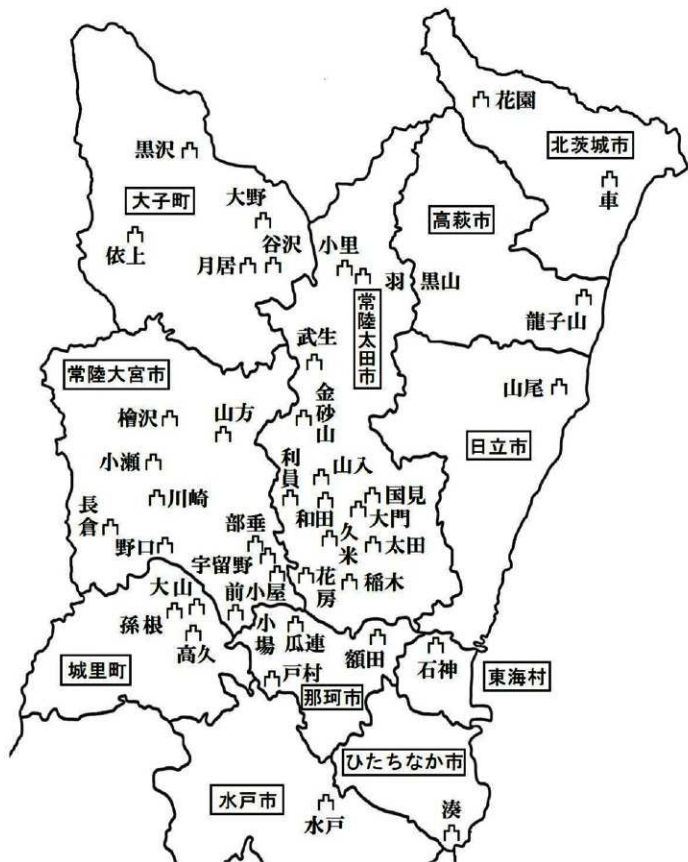 花園
北茨城市
車
黒沢
大子町
大野
依上
谷沢
月居
小里
羽黒山
高萩市
龍子山
常陸太田市
武生
常陸大宮市
金砂山
山尾
日立市
檜沢
山方
小瀬
利員
山入
川崎
国見
和田
大門
長倉
部垂
久米
太田
野口
宇留野
花房
稲木
大山
前小屋
孫根
小場
瓜連
額田
高久
城里町
石神
戸村
東海村
那珂市
ひたちなか市
水戸市
水戸
湊